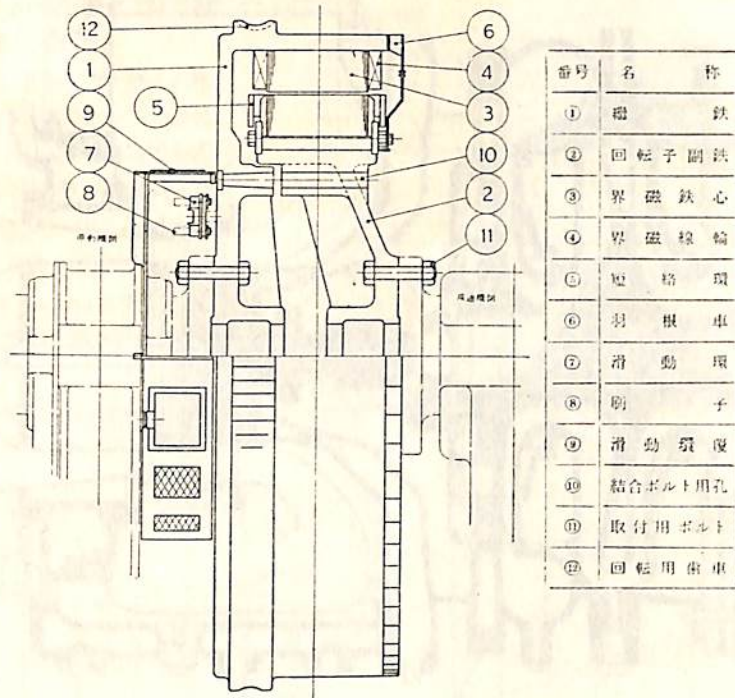 12
1
9
7
8
5
6
4
3
10
2
11
原動機側
番号 名称
① 継鉄
② 回転子副鉄
③ 界磁鉄心
④ 界磁線輪
⑤ 短絡環
⑥ 羽根車
⑦ 滑動環
⑧ 刷子
⑨ 滑動環覆
⑩ 結合ボルト用孔
⑪ 取付用ボルト
⑫ 回転用歯車